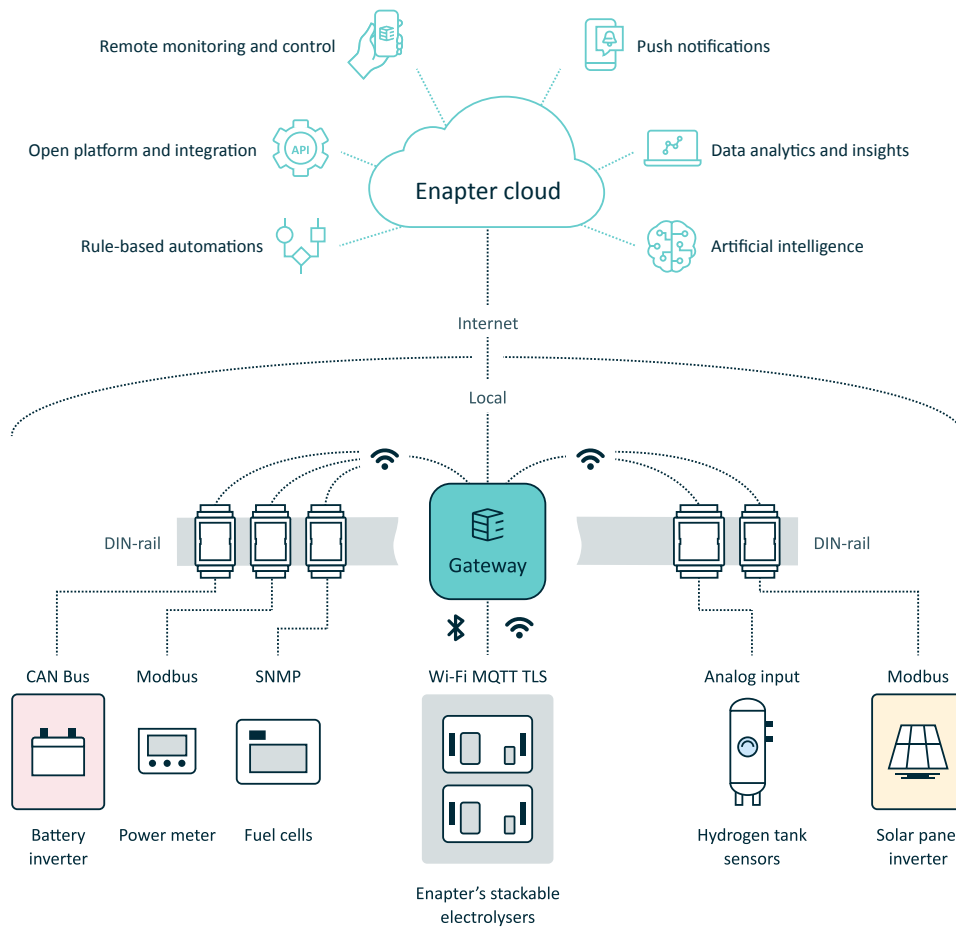 Remote monitoring and control
Push notifications
Open platform and integration
API
Data analytics and insights
Enapter cloud
Rule-based automations
Artificial intelligence
Internet
Local
DIN-rail
Gateway
DIN-rail
CAN Bus
Modbus
SNMP
Wi-Fi MQTT TLS
Analog input
Modbus
Battery
inverter
Power meter
Fuel cells
Hydrogen tank
sensors
Solar pane
inverter
Enapter's stackable
electrolysers